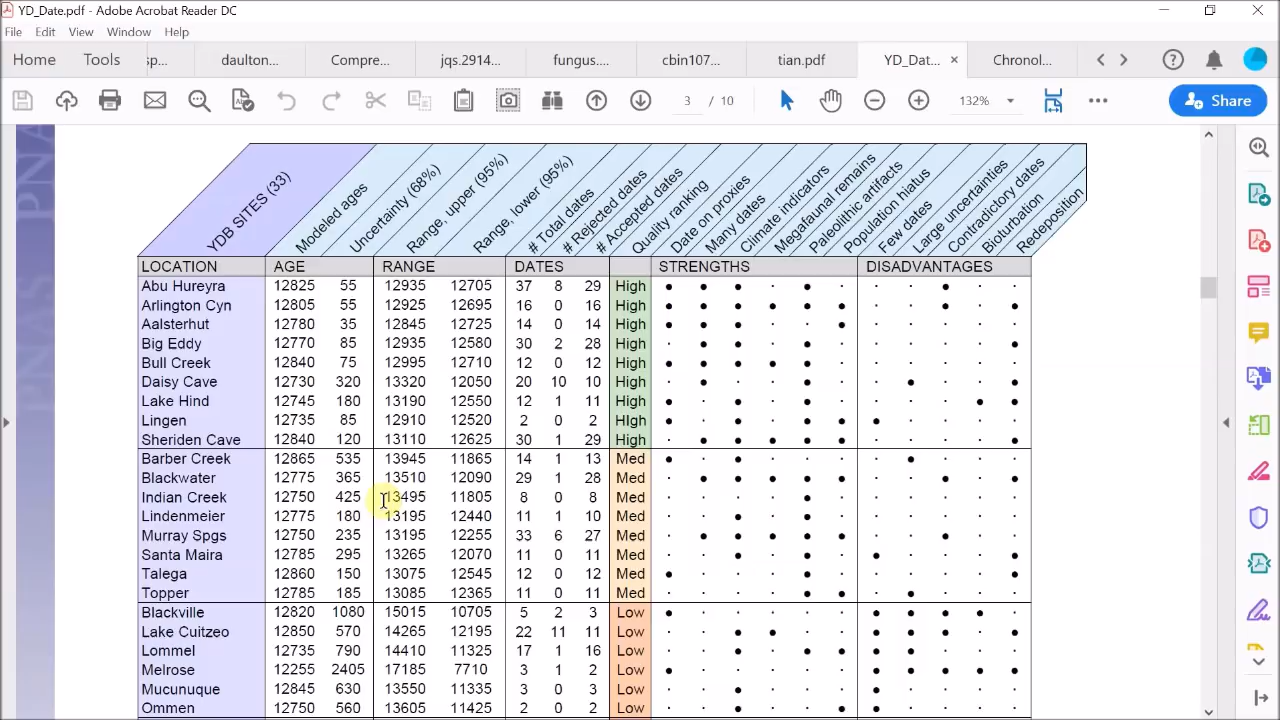 YD_Date.pdf - Adobe Acrobat Reader DC
File Edit View Window Help
Home Tools sp... daulton... Compre... jqs.2914... fungus.... cbin107... tian.pdf YD_Dat... × Chronol...
3 / 10 132% Share
PNA
YDB SITES (33) Modeled ages Uncertainty (68%) Range, upper (95%) Range, lower (95%) # Total dates # Rejected dates # Accepted dates Quality ranking Date on proxies Many dates Climate indicators Megafaunal remains Paleolithic artifacts Population hiatus Few dates Large uncertainties Contradictory dates Bioturbation Redeposition
LOCATION AGE RANGE DATES STRENGTHS DISADVANTAGES
Abu Hureyra 12825 55 12935 12705 37 8 29 High ● ● ● · ● · · · ● · ·
Arlington Cyn 12805 55 12925 12695 16 0 16 High ● ● ● ● ● ● · · ● · ●
Aalsterhut 12780 35 12845 12725 14 0 14 High ● ● ● · · ● · · · · ·
Big Eddy 12770 85 12935 12580 30 2 28 High · ● ● · ● · · · · · ●
Bull Creek 12840 75 12995 12710 12 0 12 High ● ● ● ● ● · · · · · ·
Daisy Cave 12730 320 13320 12050 20 10 10 High · ● · · ● · · ● · · ●
Lake Hind 12745 180 13190 12550 12 1 11 High ● · ● · ● · · · · ● ●
Lingen 12735 85 12910 12520 2 0 2 HIgh ● · ● · ● ● ● · · · ·
Sheriden Cave 12840 120 13110 12625 30 1 29 High · ● ● ● ● ● · · · · ●
Barber Creek 12865 535 13945 11865 14 1 13 Med ● · ● · · · · ● · · ·
Blackwater 12775 365 13510 12090 29 1 28 Med · ● ● ● ● ● · · ● · ●
Indian Creek 12750 425 13495 11805 8 0 8 Med · · · · ● · · · · · ·
Lindenmeier 12775 180 13195 12440 11 1 10 Med · · ● · ● · · · · · ·
Murray Spgs 12750 235 13195 12255 33 6 27 Med · ● ● ● ● ● · · ● · ·
Santa Maira 12785 295 13265 12070 11 0 11 Med · · ● · ● · ● · · · ●
Talega 12860 150 13075 12545 12 0 12 Med ● · · · ● · · · · · ●
Topper 12785 185 13085 12365 11 0 11 Med · · · · ● ● · ● · · ·
Blackville 12820 1080 15015 10705 5 2 3 Low ● · · · · · ● ● ● ● ·
Lake Cuitzeo 12850 570 14265 12195 22 11 11 Low · · ● ● · · ● ● ● · ●
Lommel 12735 790 14410 11325 17 1 16 Low · · ● · ● ● ● ● · · ·
Melrose 12255 2405 17185 7710 3 1 2 Low ● · · · · · ● ● ● ● ●
Mucunuque 12845 630 13550 11335 3 0 3 Low · · ● · · · ● · · · ·
Ommen 12750 560 13605 11425 2 0 2 Low · · ● · · ● ● · · · ·